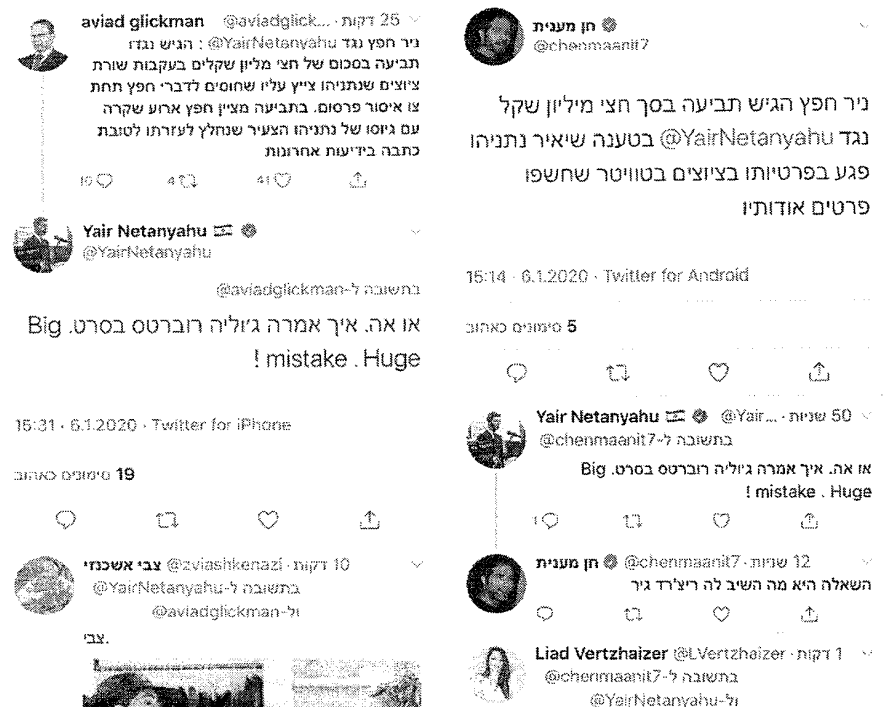 aviad glickman @aviadglick... · 25 דקות
ניר חפץ נגד @YairNetanyahu : הגיש נגדו
תביעה בסכום של חצי מליון שקלים בעקבות שורת
ציוצים שנתניהו צייץ עליו שחוסים לדברי חפץ תחת
צו איסור פרסום. בתביעה מציין חפץ ארוע שקרה
עם גיוסו של נתניהו הצעיר שנחלץ לעזרתו לטובת
כתבה בידיעות אחרונות
10 4 41
Yair Netanyahu
@YairNetanyahu
בתשובה ל-@aviadglickman
או אה. איך אמרה ג׳וליה רוברטס בסרט. Big
mistake . Huge !
15:31 · 6.1.2020 · Twitter for iPhone
19 סימונים כאהוב
צבי אשכנזי @zviashkenazi · 10 דקות
בתשובה ל-@YairNetanyahu
ול-@aviadglickman
צבי.
חן מענית
@chenmaanit7
ניר חפץ הגיש תביעה בסך חצי מיליון שקל
נגד @YairNetanyahu בטענה שיאיר נתניהו
פגע בפרטיותו בציוצים בטוויטר שחשפו
פרטים אודותיו
15:14 · 6.1.2020 · Twitter for Android
5 סימונים כאהוב
Yair Netanyahu @Yair... · 50 שניות
בתשובה ל-@chenmaanit7
או אה. איך אמרה ג׳וליה רוברטס בסרט. Big
mistake . Huge !
1
חן מענית @chenmaanit7 · 12 שניות
השאלה היא מה השיב לה ריצ'רד גיר
Liad Vertzhaizer @LVertzhaizer · 1 דקות
בתשובה ל-@chenmaanit7
ול-@YairNetanyahu